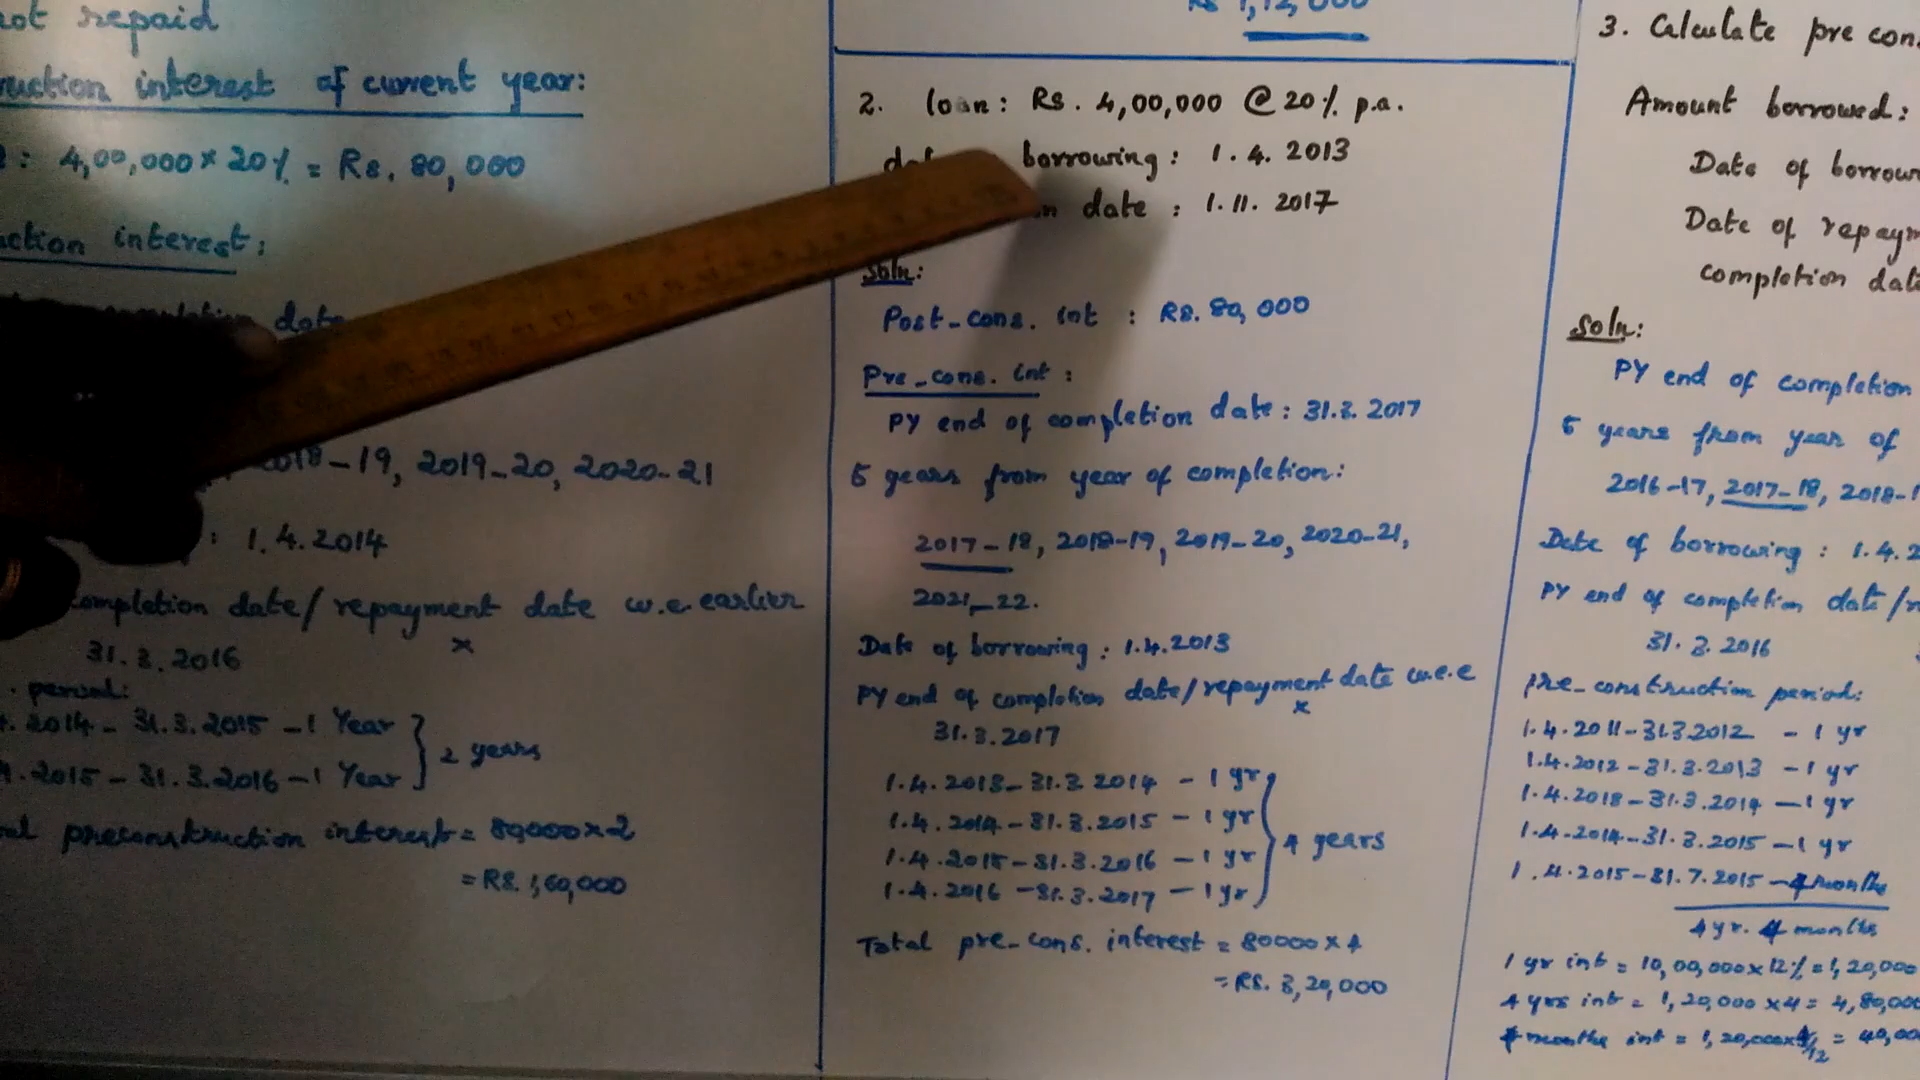 not repaid
uction interest of current year:
: 4,00,000 x 20% = Rs. 80,000
ction interest:
date
2018-19, 2019-20, 2020-21
: 1.4.2014
completion date/ repayment date w.e. earlier
x
31.3.2016
period:
2014 - 31.3.2015 - 1 Year
2015 - 31.3.2016 - 1 Year } 2 years
preconstruction interest = 80,000 x 2
= Rs. 1,60,000
Rs 1,12,000
2. loan: Rs. 4,00,000 @ 20% p.a.
borrowing: 1.4.2013
date : 1.11.2017
Soln:
Post-cons. int : Rs. 80,000
Pre-cons. int :
PY end of completion date: 31.3.2017
5 years from year of completion:
2017-18, 2018-19, 2019-20, 2020-21,
2021-22.
Date of borrowing: 1.4.2013
PY end of completion date/repayment date w.e.e
x
31.3.2017
1.4.2013 - 31.3.2014 - 1 yr
1.4.2014 - 31.3.2015 - 1 yr
1.4.2015 - 31.3.2016 - 1 yr } 4 years
1.4.2016 - 31.3.2017 - 1 yr
Total pre-cons. interest = 80000 x 4
= Rs. 3,20,000
3. Calculate pre con
Amount borrowed:
Date of borrow
Date of repaym
completion dat
Soln:
PY end of completion
5 years from year of
2016-17, 2017-18, 2018-1
Date of borrowing : 1.4.2
PY end of completion date/r
31.3.2016
Pre-construction period:
1.4.2011 - 31.3.2012 - 1 yr
1.4.2012 - 31.3.2013 - 1 yr
1.4.2013 - 31.3.2014 - 1 yr
1.4.2014 - 31.3.2015 - 1 yr
1.4.2015 - 31.7.2015 - 4 months
4 yr. 4 months
1 yr int = 10,00,000 x 12% = 1,20,000
4 yrs int = 1,20,000 x 4 = 4,80,000
4 months int = 1,20,000 x 4/12 = 40,00